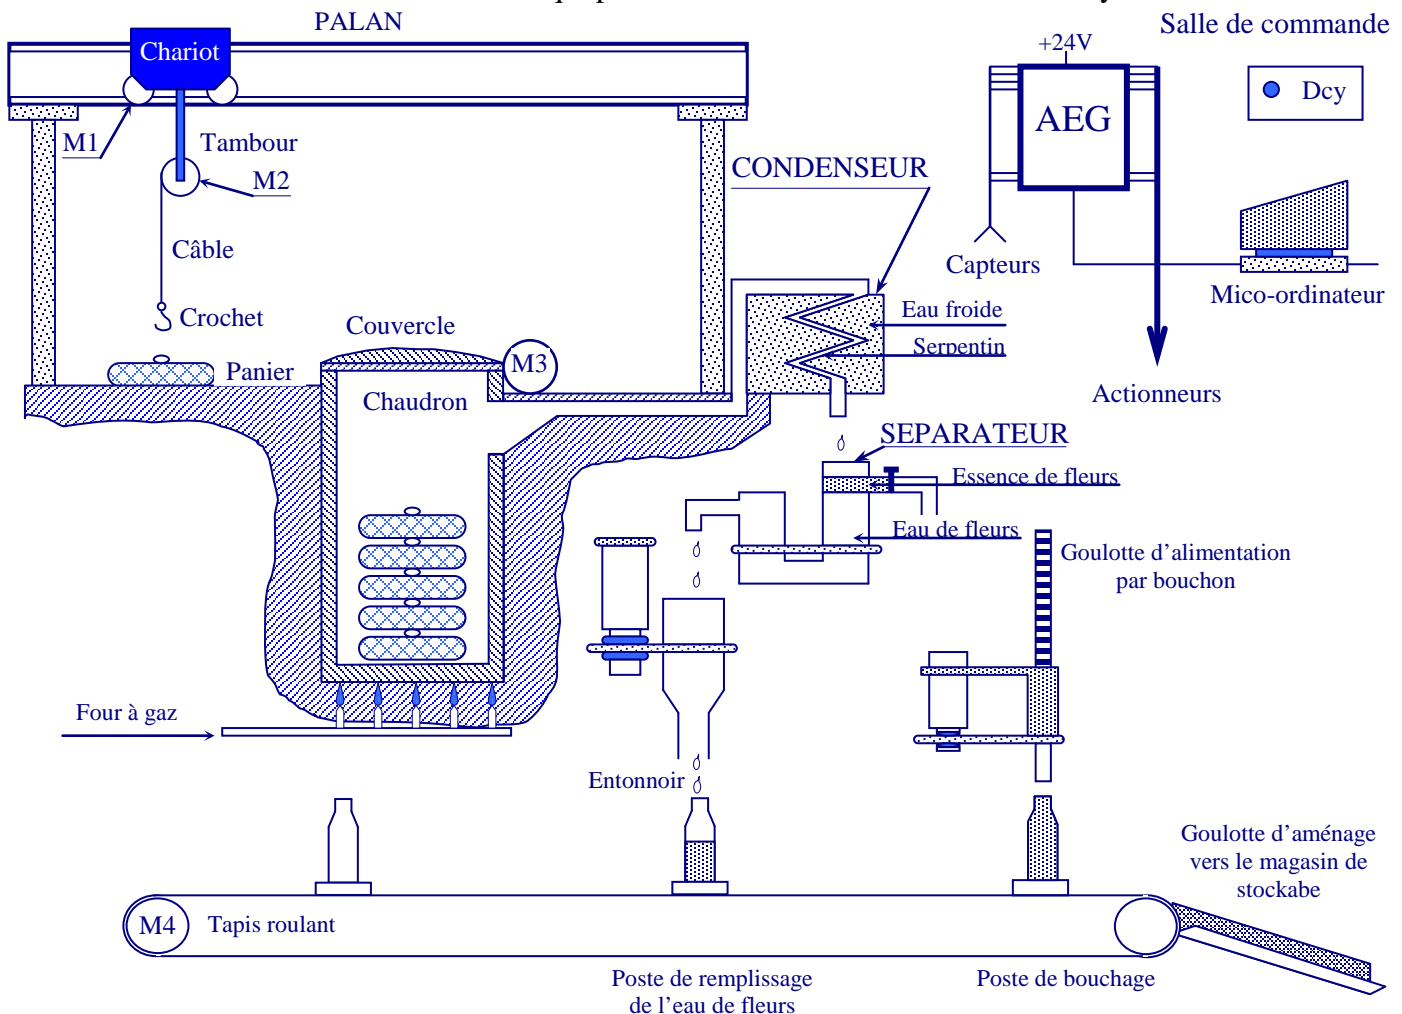 PALAN
Salle de commande
Chariot
+24V
Dcy
AEG
M1
Tambour
M2
CONDENSEUR
Câble
Capteurs
Mico-ordinateur
Crochet
Couvercle
Eau froide
Serpentin
M3
Panier
Chaudron
Actionneurs
SEPARATEUR
Essence de fleurs
Eau de fleurs
Goulotte d’alimentation
par bouchon
Four à gaz
Entonnoir
Goulotte d’aménage
vers le magasin de
stockabe
M4
Tapis roulant
Poste de remplissage
de l’eau de fleurs
Poste de bouchage